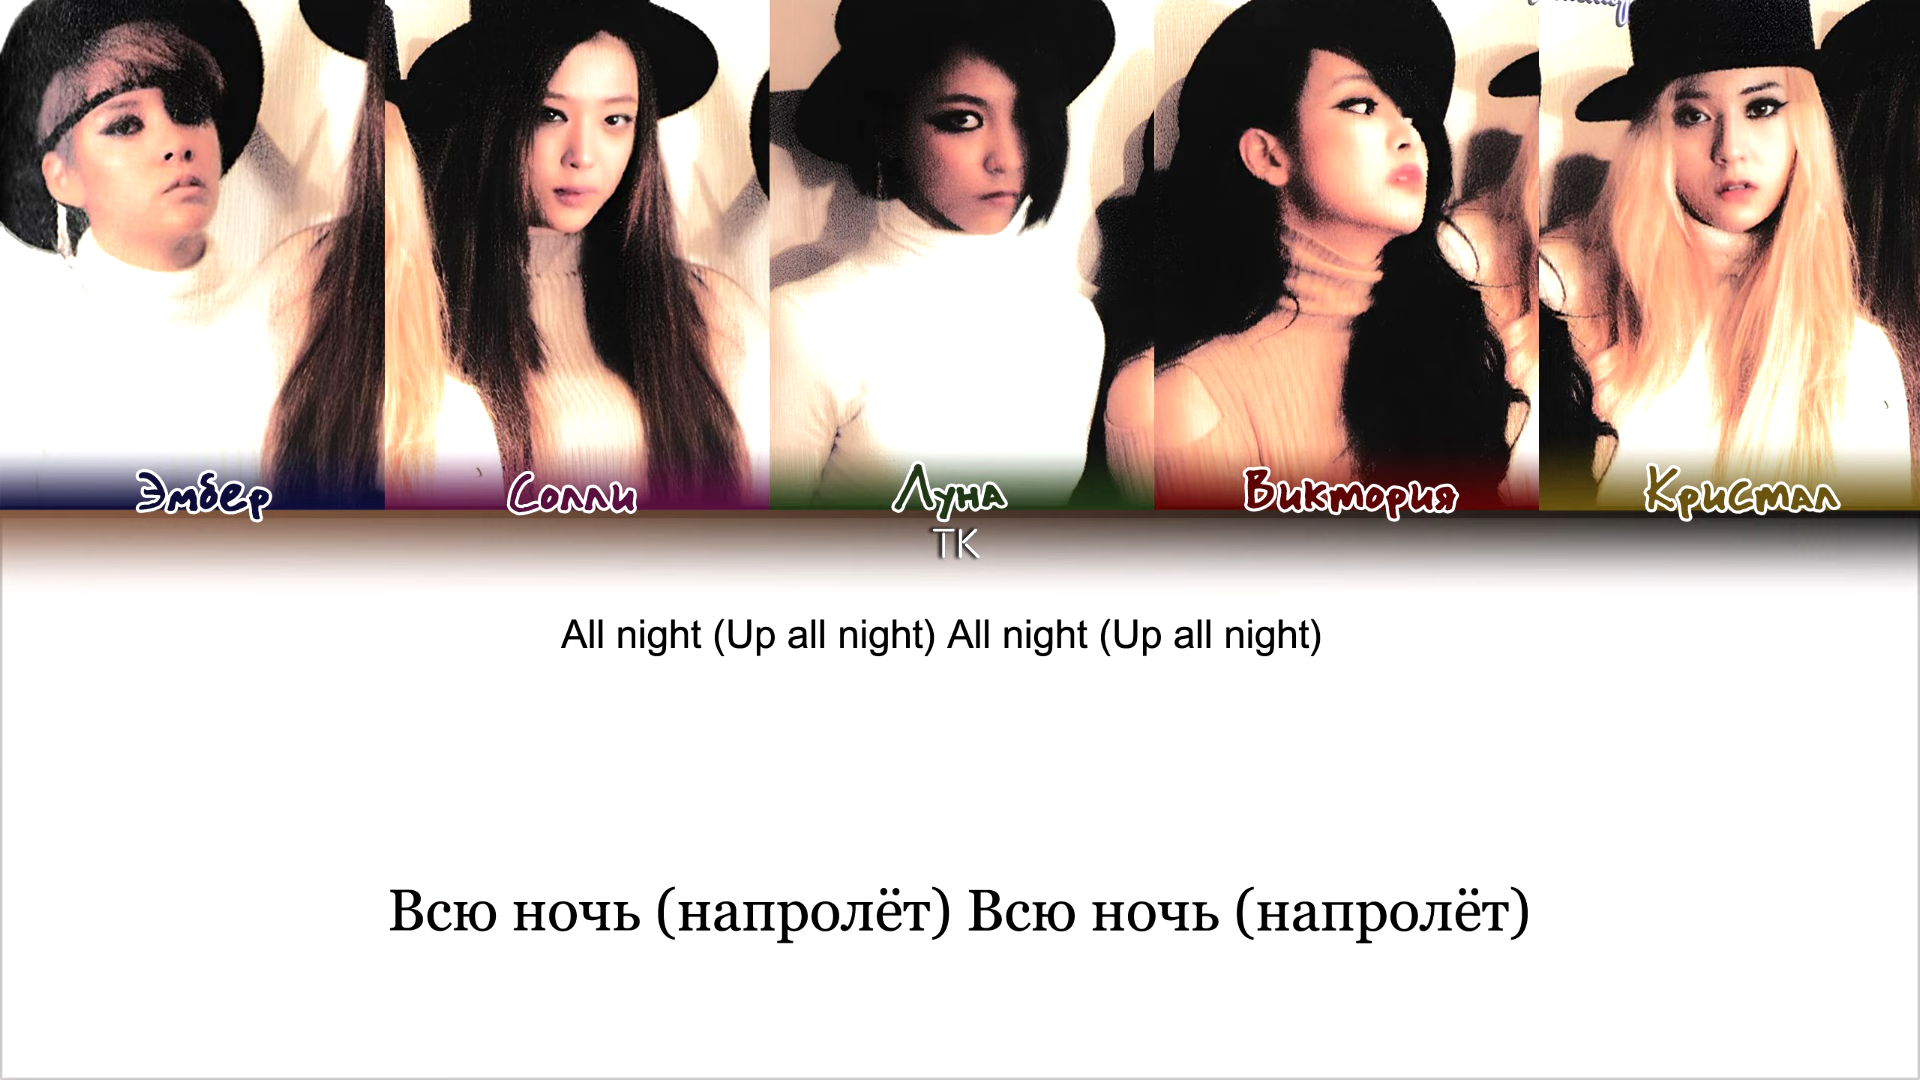 Эмбер Солли Луна Виктория Кристал
TK
All night (Up all night) All night (Up all night)
Всю ночь (напролёт) Всю ночь (напролёт)